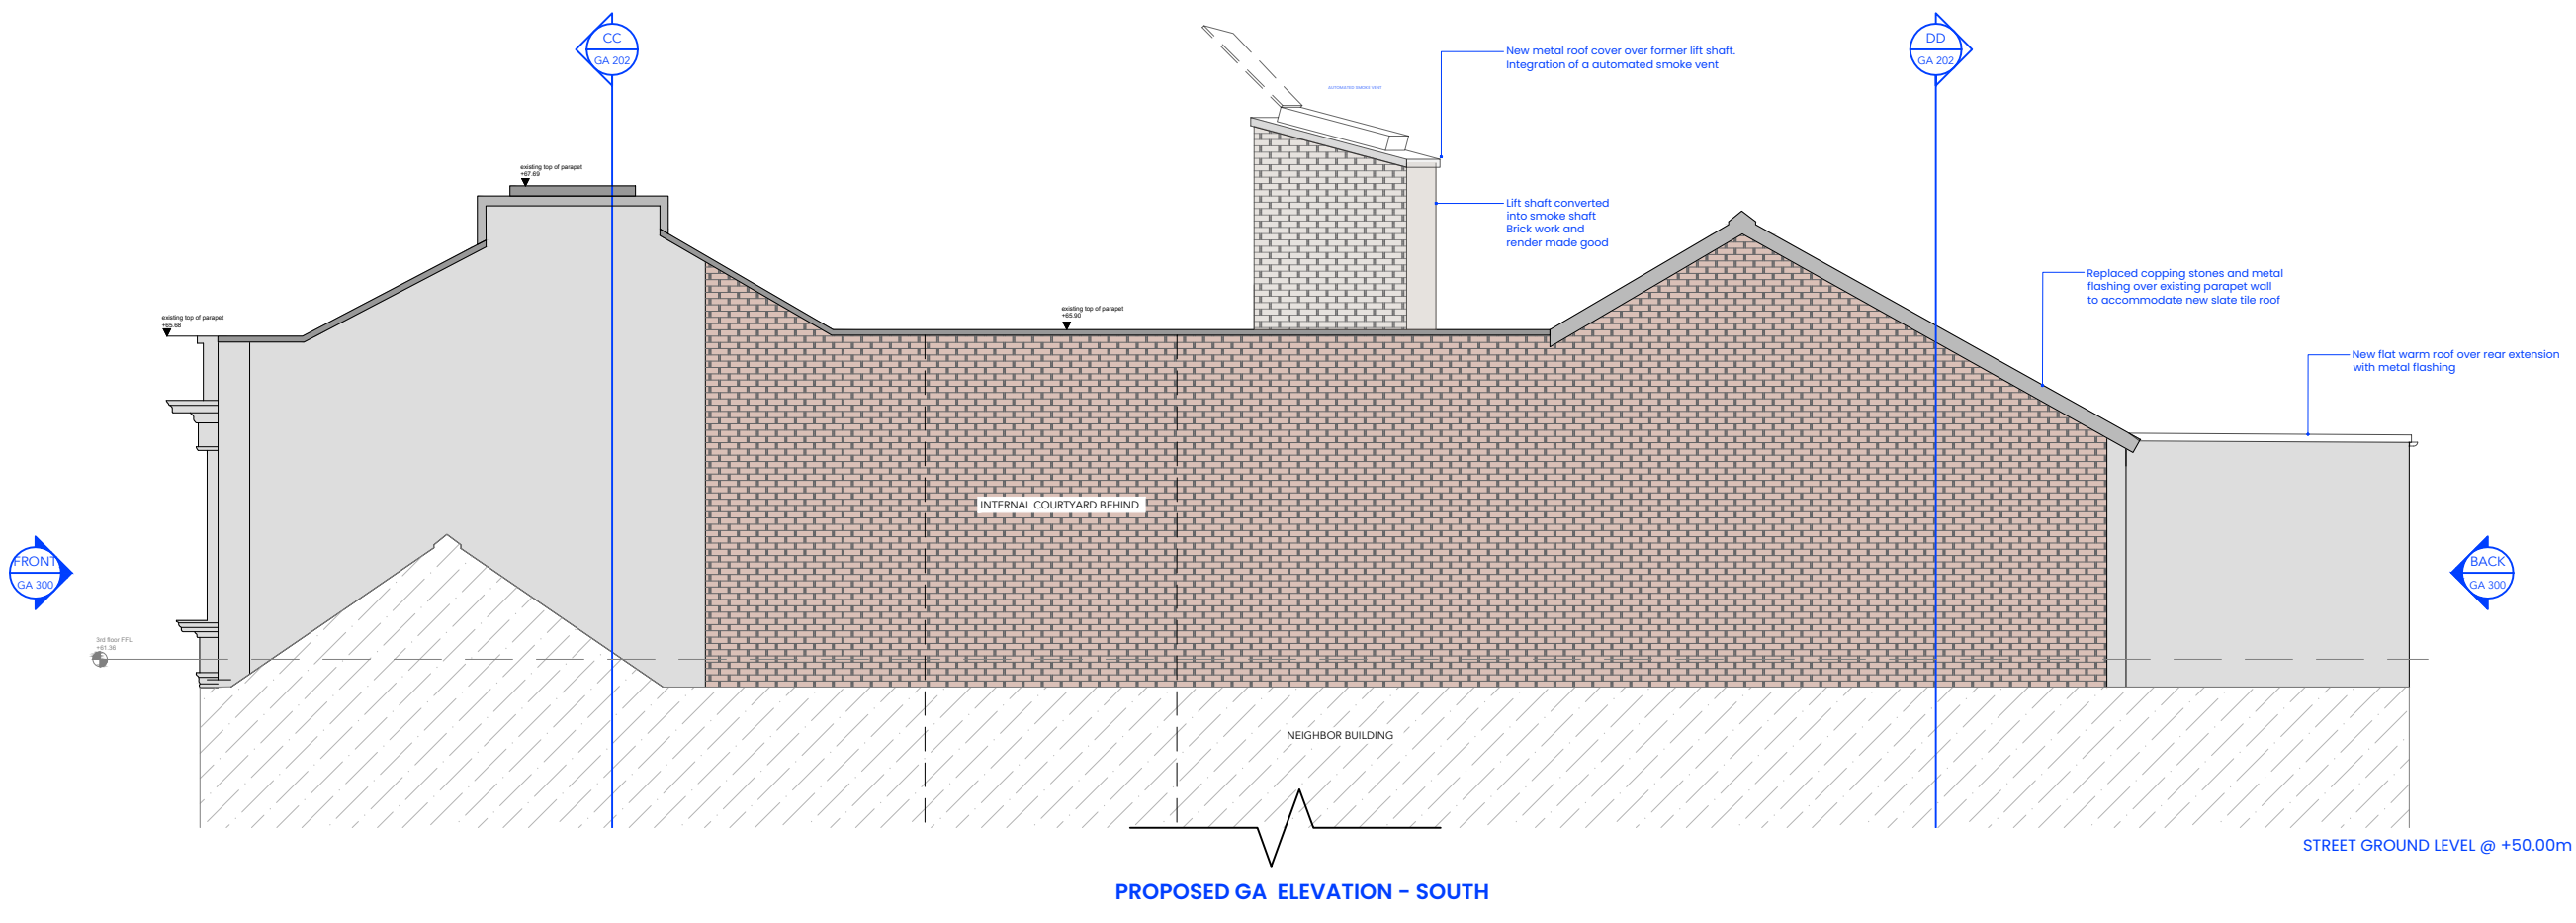 CC
GA 202
DD
GA 202
New metal roof cover over former lift shaft.
Integration of a automated smoke vent
AUTOMATED SMOKE VENT
existing top of parapet
+67.69
Lift shaft converted
into smoke shaft
Brick work and
render made good
Replaced copping stones and metal
flashing over existing parapet wall
to accommodate new slate tile roof
existing top of parapet
+65.68
existing top of parapet
+65.90
New flat warm roof over rear extension
with metal flashing
INTERNAL COURTYARD BEHIND
FRONT
GA 300
BACK
GA 300
3rd floor FFL
+61.36
NEIGHBOR BUILDING
STREET GROUND LEVEL @ +50.00m
PROPOSED GA ELEVATION - SOUTH